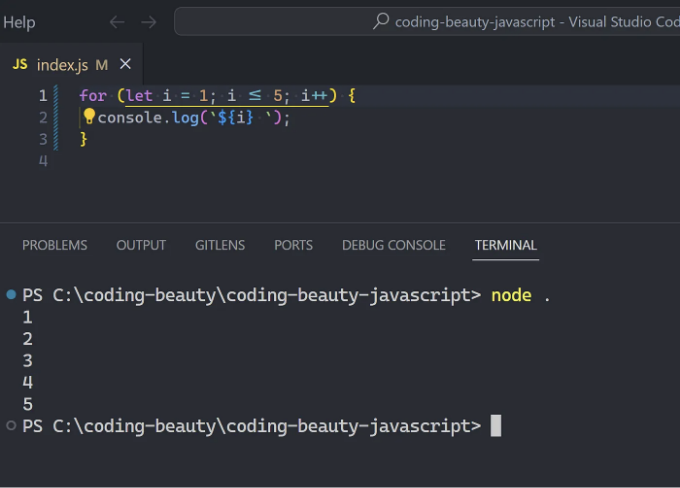 Help ← → coding-beauty-javascript - Visual Studio Cod
JS index.js M ×
1 for (let i = 1; i ≤ 5; i++) {
2 console.log(`${i} `);
3 }
4
PROBLEMS OUTPUT GITLENS PORTS DEBUG CONSOLE TERMINAL
PS C:\coding-beauty\coding-beauty-javascript> node .
1
2
3
4
5
PS C:\coding-beauty\coding-beauty-javascript>